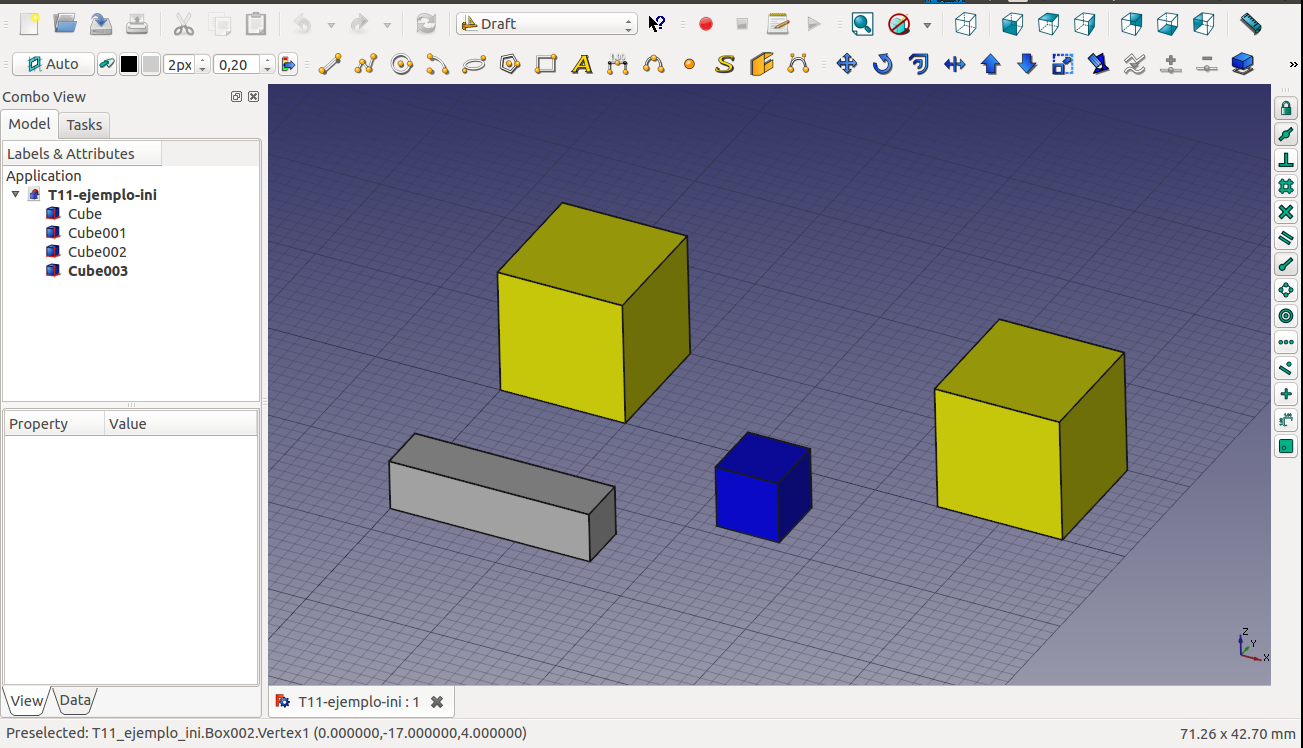 Draft
Auto
2px
0,20
Combo View
Model
Tasks
Labels & Attributes
Application
T11-ejemplo-ini
Cube
Cube001
Cube002
Cube003
Property
Value
View
Data
T11-ejemplo-ini : 1
Z
Y
X
Preselected: T11_ejemplo_ini.Box002.Vertex1 (0.000000,-17.000000,4.000000)
71.26 x 42.70 mm